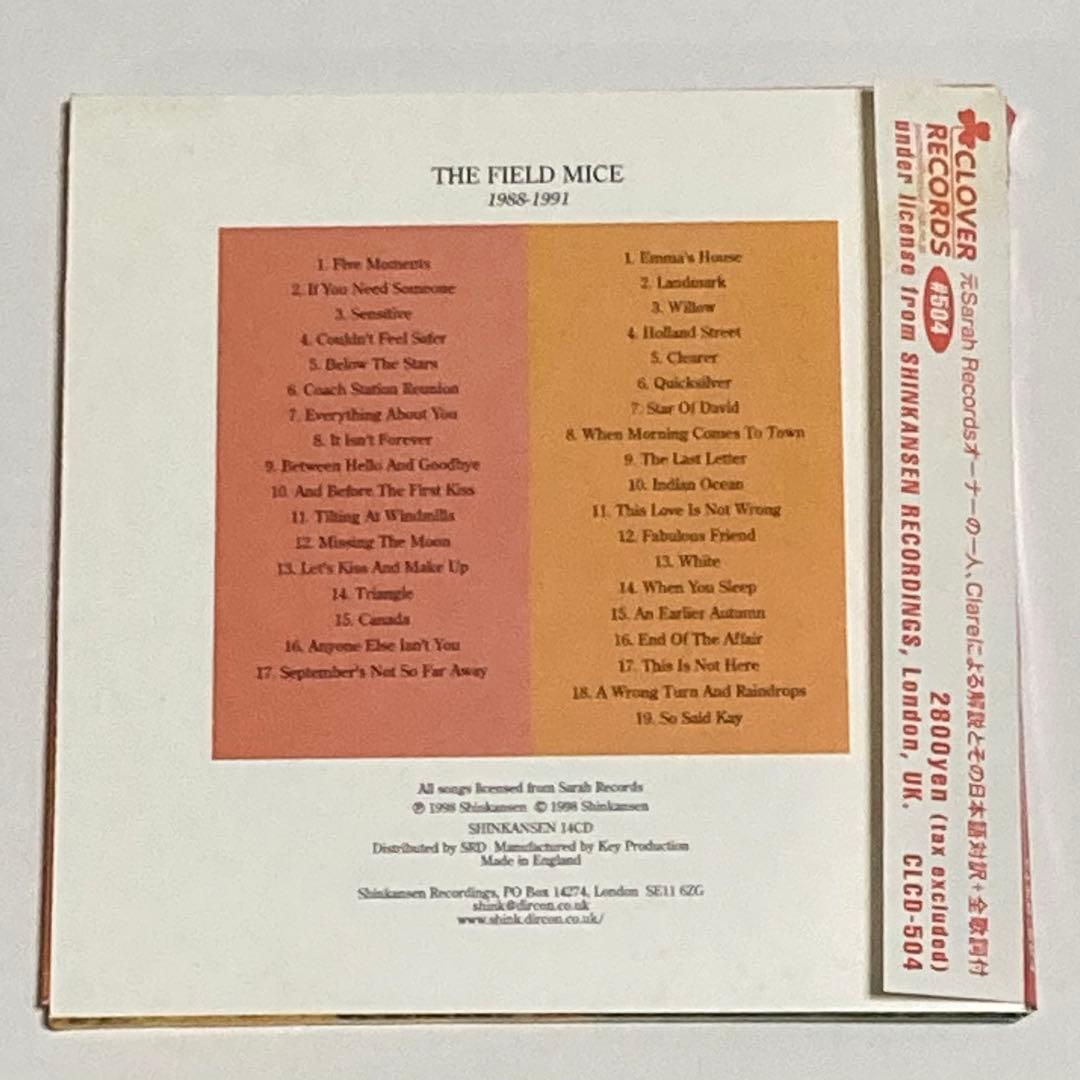 THE FIELD MICE
1988-1991
1. Five Moments
2. If You Need Someone
3. Sensitive
4. Couldn't Feel Safer
5. Below The Stars
6. Coach Station Reunion
7. Everything About You
8. It Isn't Forever
9. Between Hello And Goodbye
10. And Before The First Kiss
11. Tilting At Windmills
12. Missing The Moon
13. Let's Kiss And Make Up
14. Triangle
15. Canada
16. Anyone Else Isn't You
17. September's Not So Far Away
1. Emma's House
2. Landmark
3. Willow
4. Holland Street
5. Clearer
6. Quicksilver
7. Star Of David
8. When Morning Comes To Town
9. The Last Letter
10. Indian Ocean
11. This Love Is Not Wrong
12. Fabulous Friend
13. White
14. When You Sleep
15. An Earlier Autumn
16. End Of The Affair
17. This Is Not Here
18. A Wrong Turn And Raindrops
19. So Said Kay
All songs licensed from Sarah Records
℗ 1998 Shinkansen © 1998 Shinkansen
SHINKANSEN 14CD
Distributed by SRD Manufactured by Key Production
Made in England
Shinkansen Recordings, PO Box 14274, London SE11 6ZG
shink@dircon.co.uk
www.shink.dircon.co.uk/
CLOVER
RECORDS
#504
元Sarah Recordsオーナーの一人、Clareによる解説とその日本語対訳+全歌詞付
2800yen (tax excluded)
under license from SHINKANSEN RECORDINGS, London, UK. CLCD-504